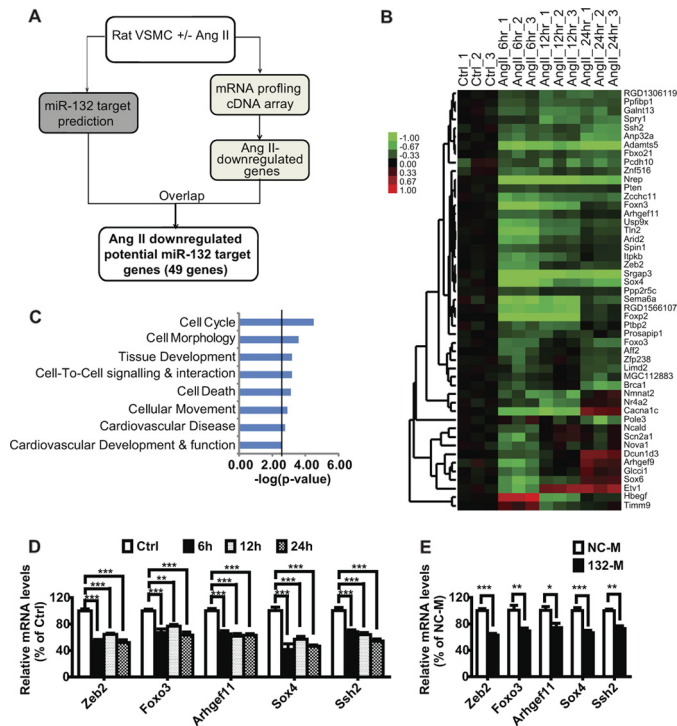 A
Rat VSMC +/- Ang II
miR-132 target
prediction
mRNA profling
cDNA array
Ang II-
downregulated
genes
Overlap
Ang II downregulated
potential miR-132 target
genes (49 genes)
B
Ctrl_1
Ctrl_2
Ctrl_3
AngII_6hr_1
AngII_6hr_2
AngII_6hr_3
AngII_12hr_1
AngII_12hr_2
AngII_12hr_3
AngII_24hr_1
AngII_24hr_2
AngII_24hr_3
-1.00
-0.67
-0.33
0.00
0.33
0.67
1.00
RGD1306119
Ppfibp1
Galnt13
Spry1
Ssh2
Anp32a
Adamts5
Fbxo21
Pcdh10
Znf516
Nrep
Pten
Zcchc11
Foxn3
Arhgef11
Usp9x
Tln2
Arid2
Spin1
Itpkb
Zeb2
Srgap3
Sox4
Ppp2r5c
Sema6a
RGD1566107
Foxp2
Ptbp2
Prosapip1
Foxo3
Aff2
Zfp238
Limd2
MGC112883
Brca1
Nmnat2
Nr4a2
Cacna1c
Pole3
Ncald
Scn2a1
Nova1
Dcun1d3
Arhgef9
Glcci1
Sox6
Etv1
Hbegf
Timm9
C
Cell Cycle
Cell Morphology
Tissue Development
Cell-To-Cell signalling & interaction
Cell Death
Cellular Movement
Cardiovascular Disease
Cardiovascular Development & function
0.00 2.00 4.00 6.00
-log(p-value)
D
Ctrl 6h 12h 24h
Relative mRNA levels
(% of Ctrl)
120
80
40
0
*** *** *** *** ***
*** ** *** *** ***
*** *** *** *** ***
Zeb2 Foxo3 Arhgef11 Sox4 Ssh2
E
NC-M
132-M
Relative mRNA levels
(% of NC-M)
120
80
40
0
*** ** * *** **
Zeb2 Foxo3 Arhgef11 Sox4 Ssh2